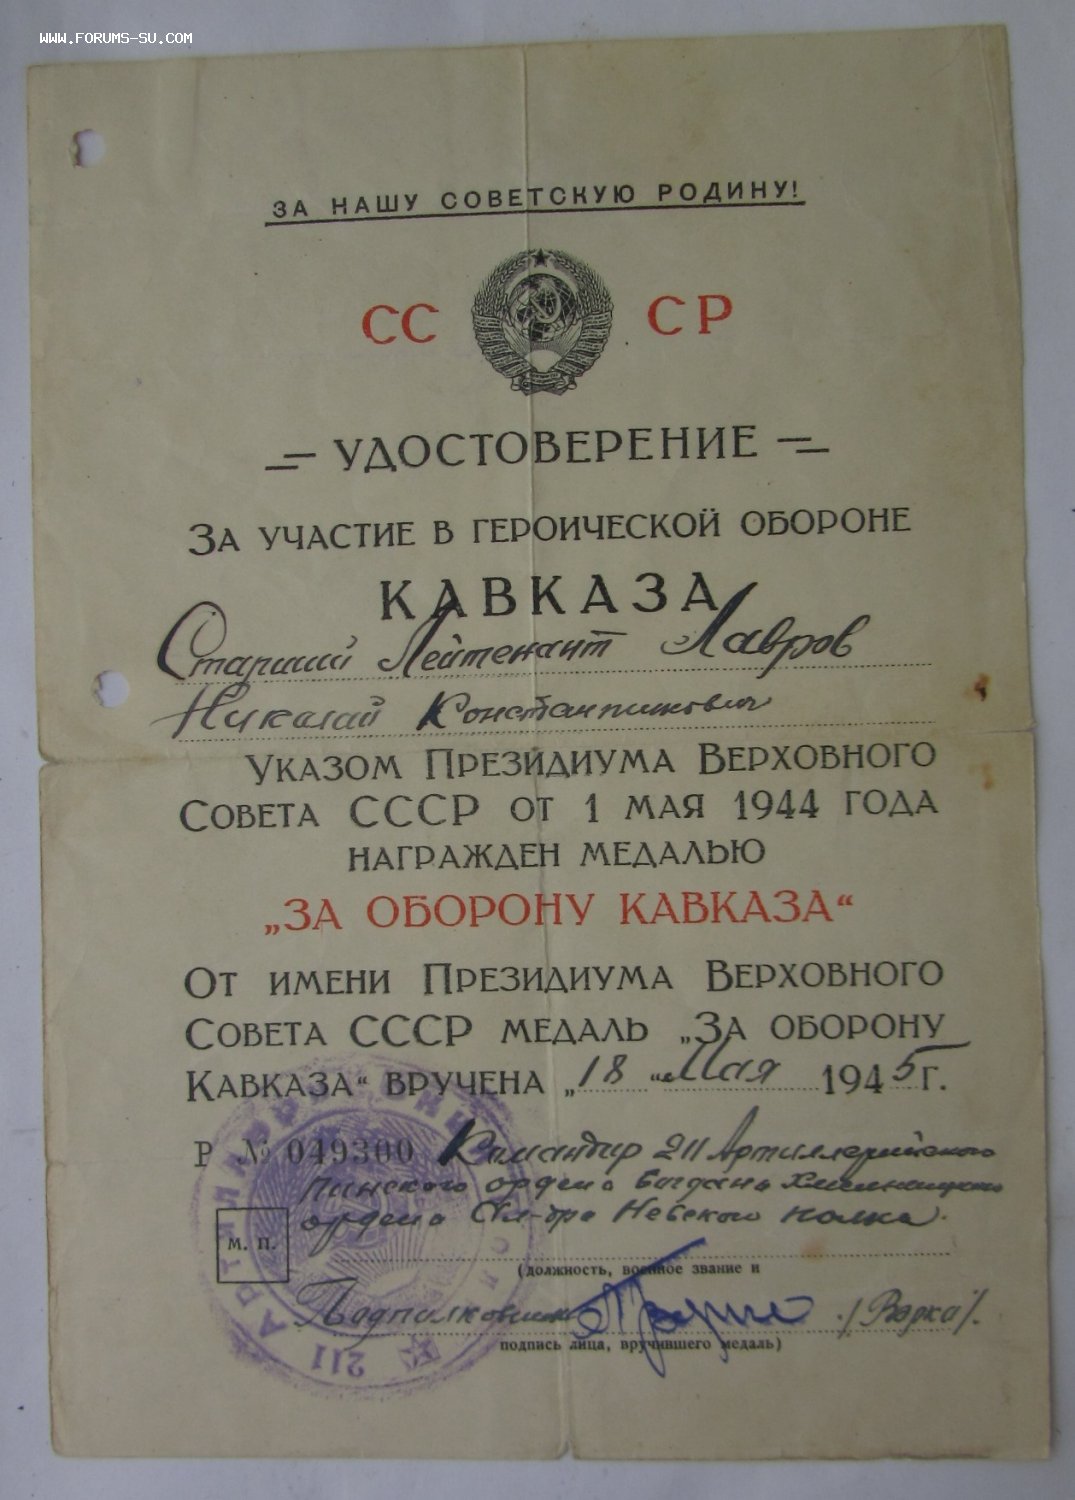 WWW.FORUMS-SU.COM
ЗА НАШУ СОВЕТСКУЮ РОДИНУ!
СС СР
УДОСТОВЕРЕНИЕ
ЗА УЧАСТИЕ В ГЕРОИЧЕСКОЙ ОБОРОНЕ
КАВКАЗА
Старший Лейтенант Лавров
Николай Константинович
УКАЗОМ ПРЕЗИДИУМА ВЕРХОВНОГО
СОВЕТА СССР ОТ 1 МАЯ 1944 ГОДА
НАГРАЖДЕН МЕДАЛЬЮ
„ЗА ОБОРОНУ КАВКАЗА“
ОТ ИМЕНИ ПРЕЗИДИУМА ВЕРХОВНОГО
СОВЕТА СССР МЕДАЛЬ „ЗА ОБОРОНУ
КАВКАЗА“ ВРУЧЕНА „18“ Мая 1945 Г.
Р № 049300 Командир 211 Артиллерийского
Пинского ордена Богдана Хмельницкого
ордена Ал-дра Невского полка.
М. П.
(должность, военное звание и
Подполковник /Варка/.
подпись лица, вручившего медаль)
211